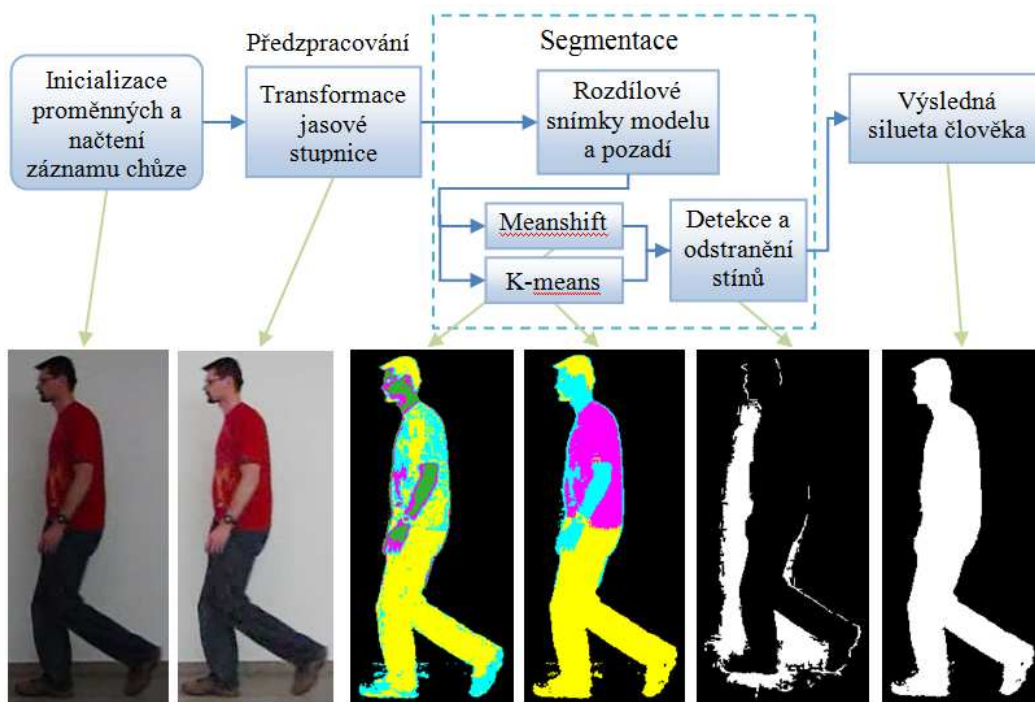 Předzpracování
Segmentace
Inicializace
proměnných a
načtení
záznamu chůze
Transformace
jasové
stupnice
Rozdílové
snímky modelu
a pozadí
Meanshift
K-means
Detekce a
odstranění
stínů
Výsledná
silueta člověka